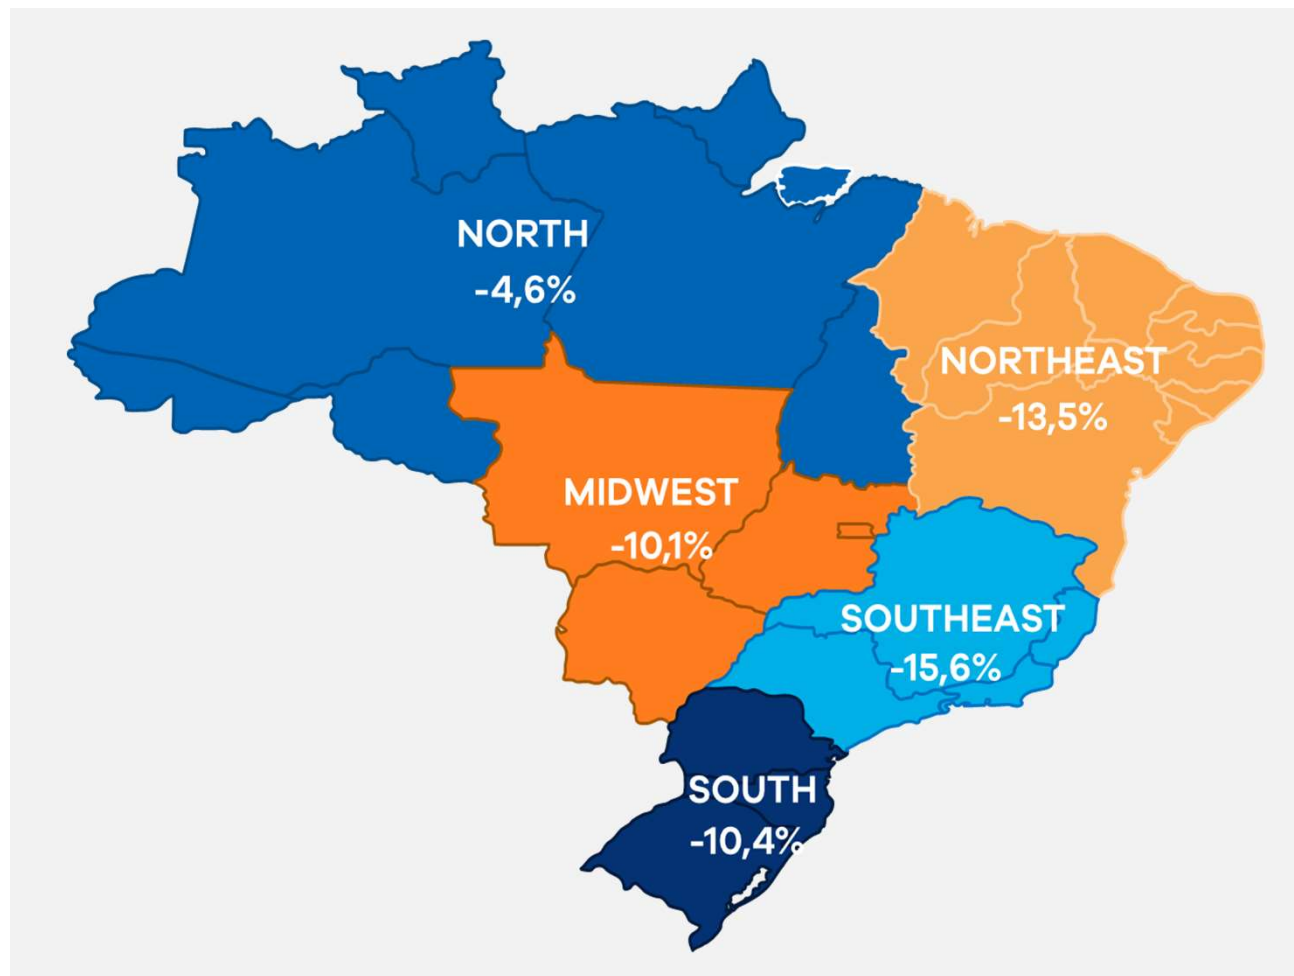 NORTH
-4,6%
NORTHEAST
-13,5%
MIDWEST
-10,1%
SOUTHEAST
-15,6%
SOUTH
-10,4%